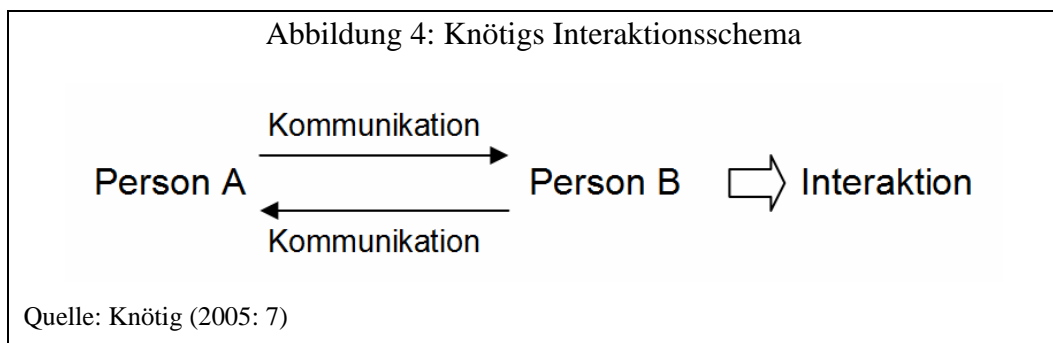 Abbildung 4: Knötigs Interaktionsschema
Kommunikation
Person A Person B Interaktion
Kommunikation
Quelle: Knötig (2005: 7)